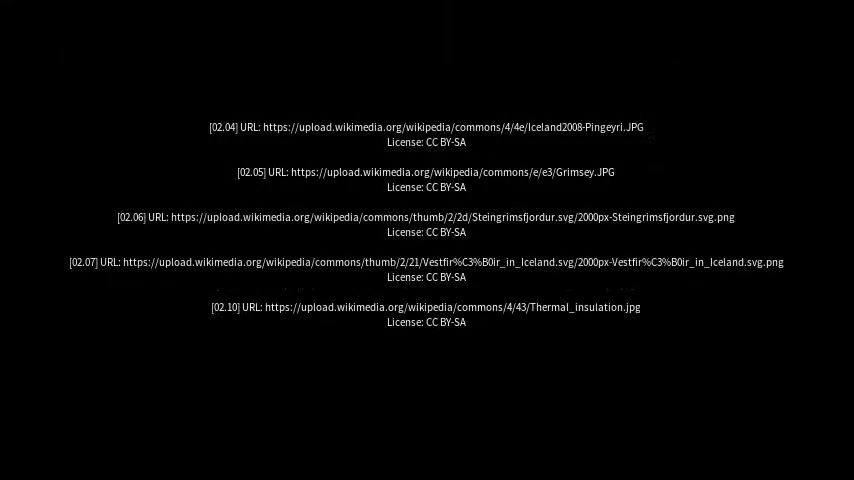 [02.04] URL: https://upload.wikimedia.org/wikipedia/commons/4/4e/Iceland2008-Pingeyri.JPG
License: CC BY-SA
[02.05] URL: https://upload.wikimedia.org/wikipedia/commons/e/e3/Grimsey.JPG
License: CC BY-SA
[02.06] URL: https://upload.wikimedia.org/wikipedia/commons/thumb/2/2d/Steingrimsfjordur.svg/2000px-Steingrimsfjordur.svg.png
License: CC BY-SA
[02.07] URL: https://upload.wikimedia.org/wikipedia/commons/thumb/2/21/Vestfir%C3%B0ir_in_Iceland.svg/2000px-Vestfir%C3%B0ir_in_Iceland.svg.png
License: CC BY-SA
[02.10] URL: https://upload.wikimedia.org/wikipedia/commons/4/43/Thermal_insulation.jpg
License: CC BY-SA